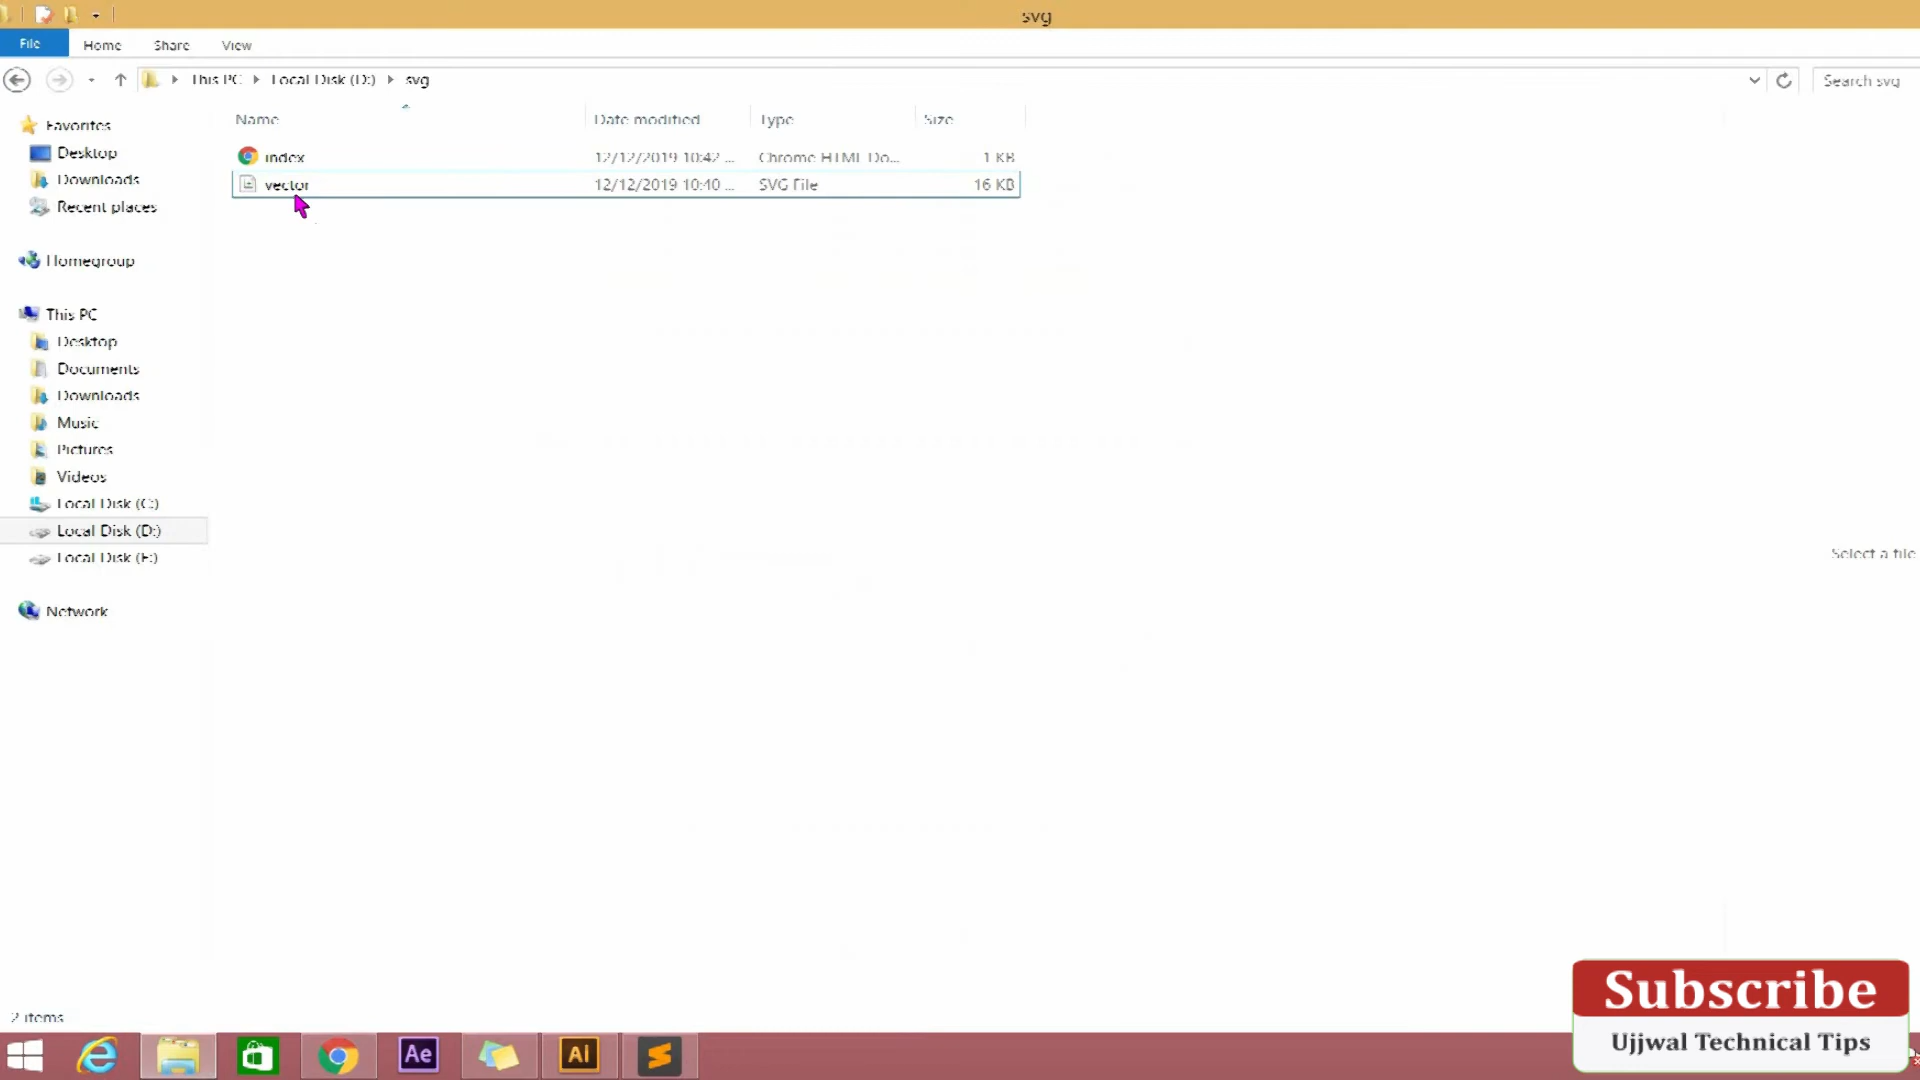 svg
File Home Share View
This PC Local Disk (D:) svg Search svg
Name Date modified Type Size
index 12/12/2019 10:42 ... Chrome HTML Do... 1 KB
vector 12/12/2019 10:40 ... SVG File 16 KB
Favorites
Desktop
Downloads
Recent places
Homegroup
This PC
Desktop
Documents
Downloads
Music
Pictures
Videos
Local Disk (C:)
Local Disk (D:)
Local Disk (E:)
Network
Select a file
2 items
Subscribe
Ujjwal Technical Tips
Ae
Ai